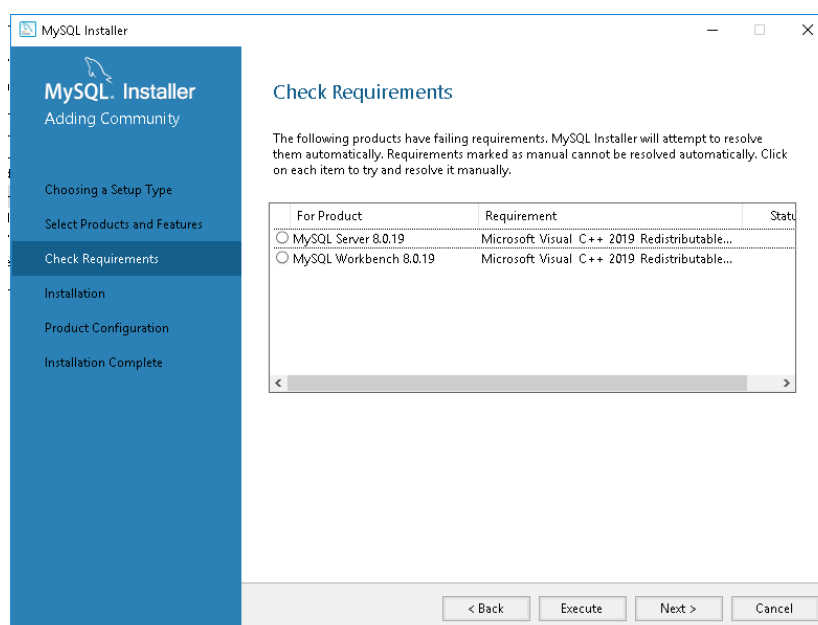 MySQL Installer
MySQL. Installer
Adding Community
Choosing a Setup Type
Select Products and Features
Check Requirements
Installation
Product Configuration
Installation Complete
Check Requirements
The following products have failing requirements. MySQL Installer will attempt to resolve
them automatically. Requirements marked as manual cannot be resolved automatically. Click
on each item to try and resolve it manually.
For Product Requirement Statu
MySQL Server 8.0.19 Microsoft Visual C++ 2019 Redistributable...
MySQL Workbench 8.0.19 Microsoft Visual C++ 2019 Redistributable...
< Back Execute Next > Cancel